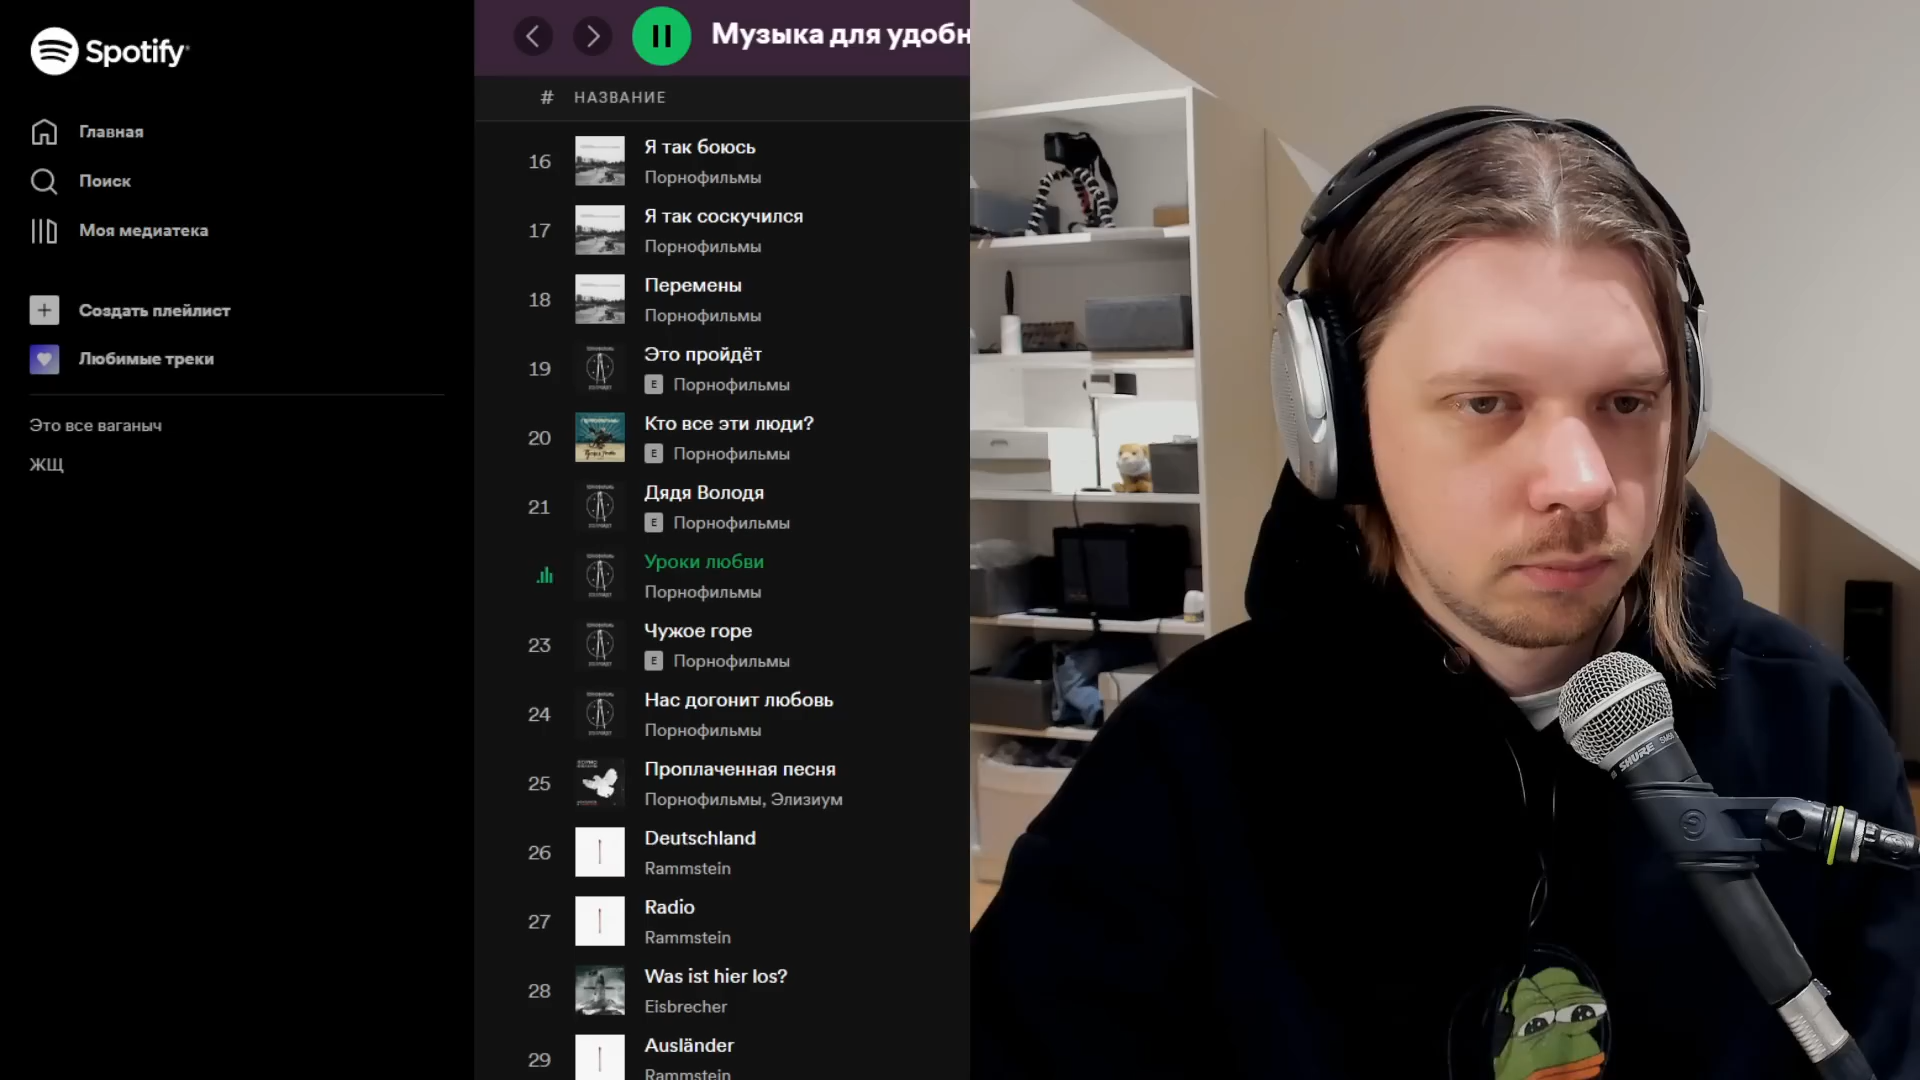 Spotify
Главная
Поиск
Моя медиатека
Создать плейлист
Любимые треки
Это все ваганыч
ЖЩ
Музыка для удобн
# НАЗВАНИЕ
16 Я так боюсь
Порнофильмы
17 Я так соскучился
Порнофильмы
18 Перемены
Порнофильмы
19 Это пройдёт
E Порнофильмы
20 Кто все эти люди?
E Порнофильмы
21 Дядя Володя
E Порнофильмы
Уроки любви
Порнофильмы
23 Чужое горе
E Порнофильмы
24 Нас догонит любовь
Порнофильмы
25 Проплаченная песня
Порнофильмы, Элизиум
26 Deutschland
Rammstein
27 Radio
Rammstein
28 Was ist hier los?
Eisbrecher
29 Ausländer
Rammstein
SHURE